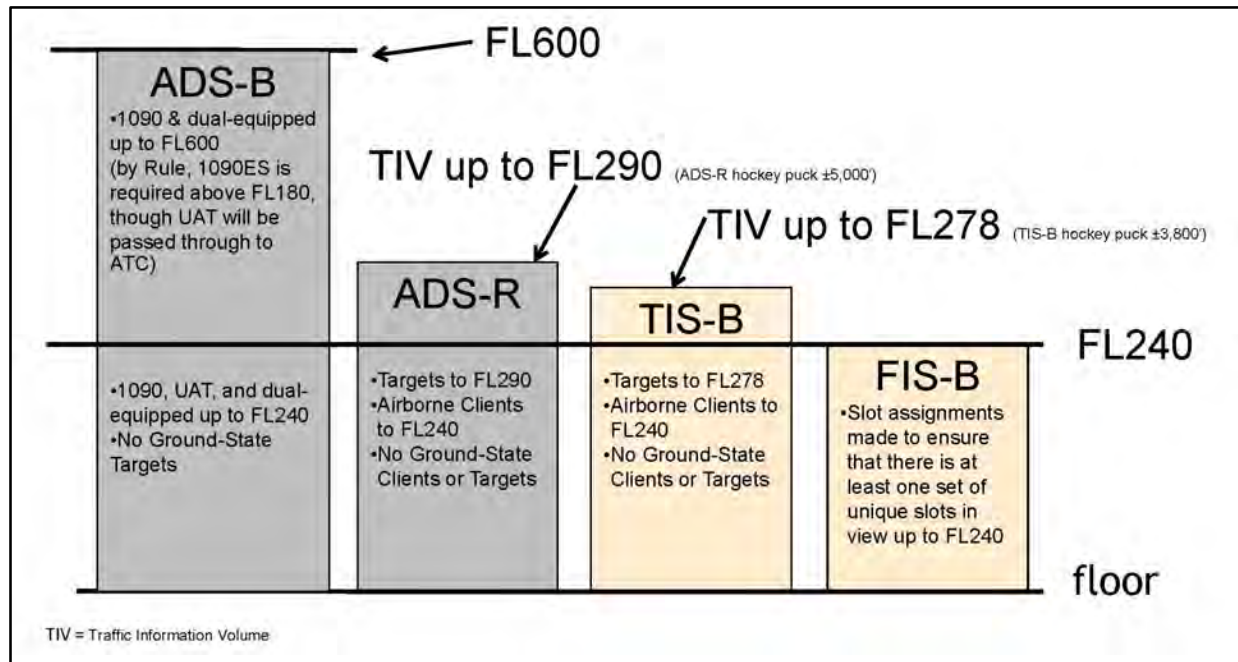 FL600
ADS-B
•1090 & dual-equipped
up to FL600
(by Rule, 1090ES is
required above FL180,
though UAT will be
passed through to
ATC)
•1090, UAT, and dual-
equipped up to FL240
•No Ground-State
Targets
TIV up to FL290 (ADS-R hockey puck ±5,000')
ADS-R
•Targets to FL290
•Airborne Clients
to FL240
•No Ground-State
Clients or Targets
TIV up to FL278 (TIS-B hockey puck ±3,800')
TIS-B
•Targets to FL278
•Airborne Clients to
FL240
•No Ground-State
Clients or Targets
FL240
FIS-B
•Slot assignments
made to ensure
that there is at
least one set of
unique slots in
view up to FL240
floor
TIV = Traffic Information Volume